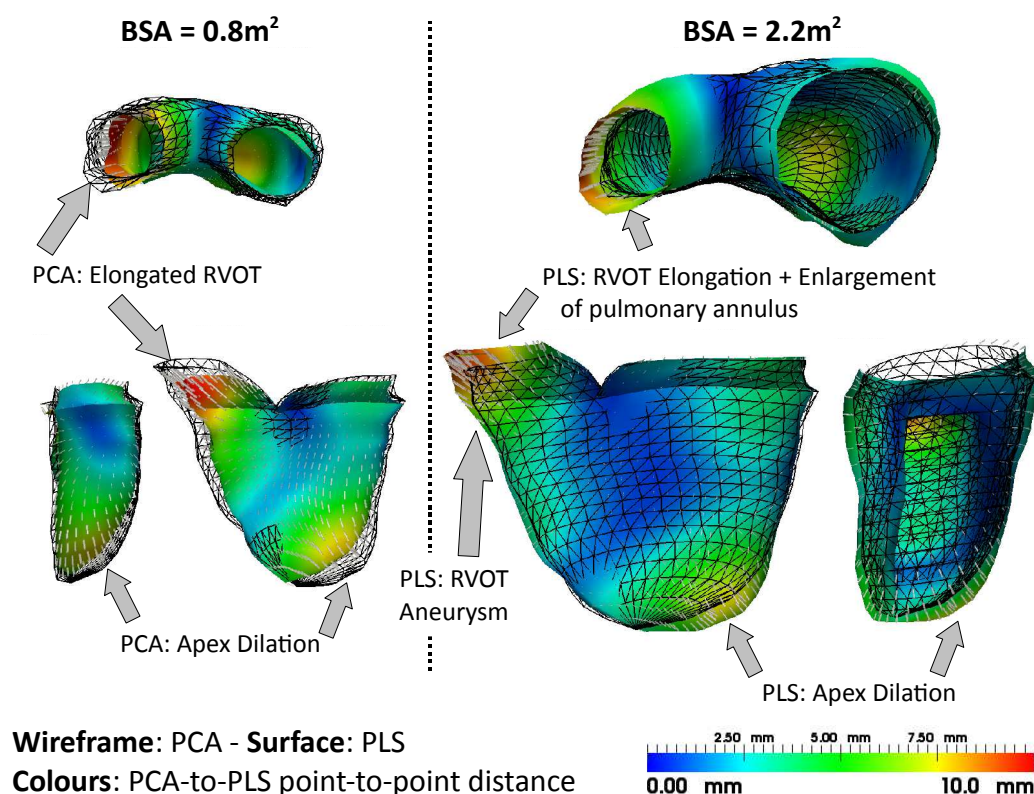 BSA = 0.8m²
BSA = 2.2m²
PCA: Elongated RVOT
PLS: RVOT Elongation + Enlargement
of pulmonary annulus
PLS: RVOT
Aneurysm
PCA: Apex Dilation
PLS: Apex Dilation
Wireframe: PCA - Surface: PLS
Colours: PCA-to-PLS point-to-point distance
2.50 mm 5.00 mm 7.50 mm
0.00 mm 10.0 mm